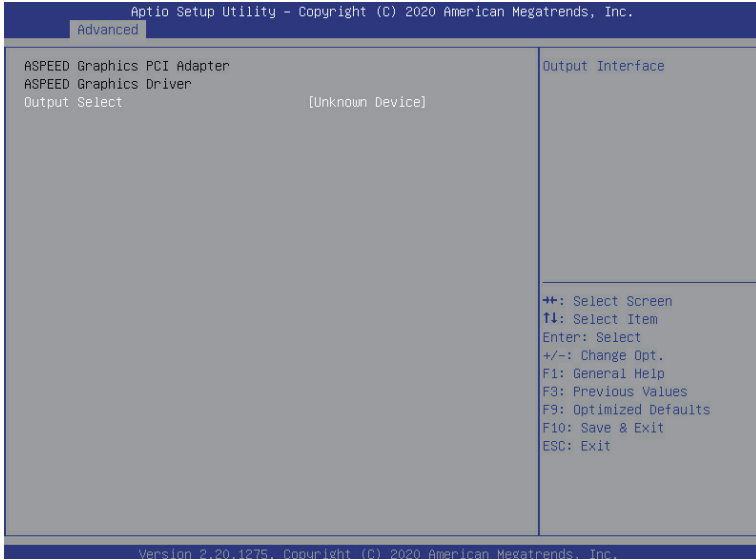 Aptio Setup Utility – Copyright (C) 2020 American Megatrends, Inc.
Advanced
ASPEED Graphics PCI Adapter
ASPEED Graphics Driver
Output Select [Unknown Device]
Output Interface
→←: Select Screen
↑↓: Select Item
Enter: Select
+/-: Change Opt.
F1: General Help
F3: Previous Values
F9: Optimized Defaults
F10: Save & Exit
ESC: Exit
Version 2.20.1275. Copyright (C) 2020 American Megatrends, Inc.